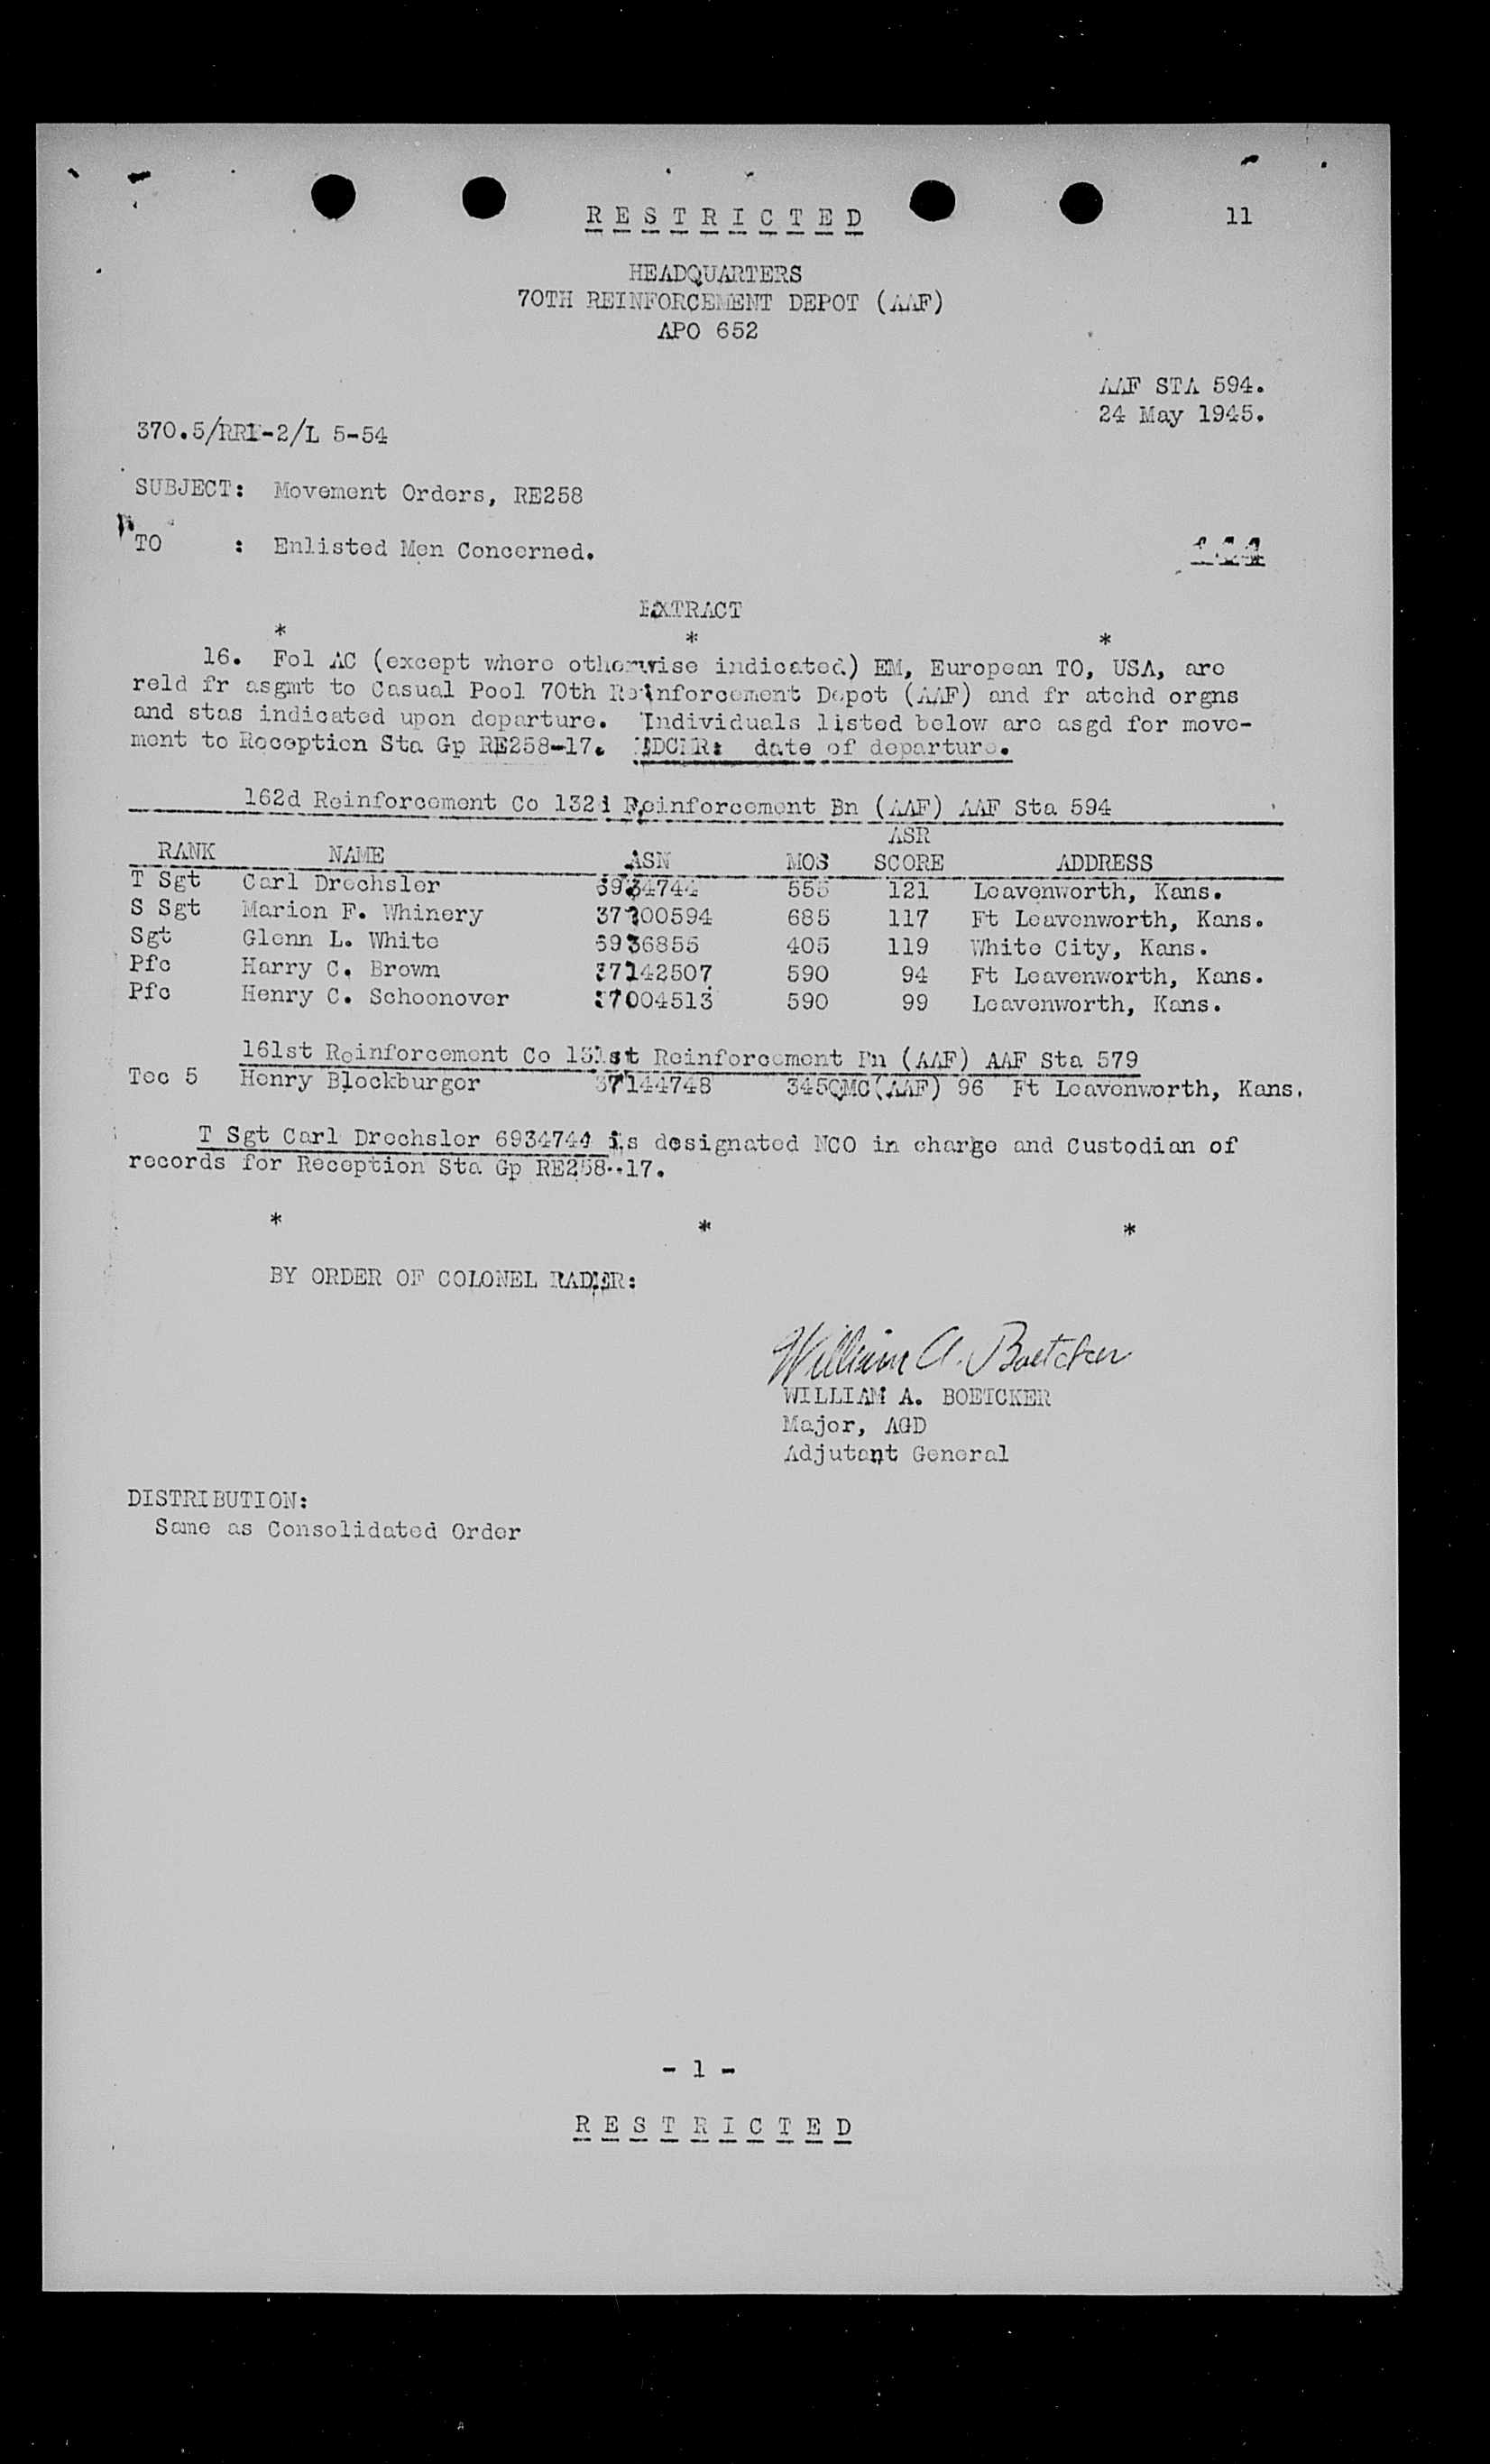 R E S T R I C T E D
11
HEADQUARTERS
70TH REINFORCEMENT DEPOT (AAF)
APO 652
AAF STA 594.
24 May 1945.
370.5/RRI-2/L 5-54
SUBJECT: Movement Orders, RE258
TO : Enlisted Men Concerned.
EXTRACT
* * *
16. Fol AC (except where otherwise indicated) EM, European TO, USA, are
reld fr asgmt to Casual Pool 70th Reinforcement Depot (AAF) and fr atchd orgns
and stas indicated upon departure. Individuals listed below are asgd for move-
ment to Reception Sta Gp RE258-17. EDCMR: date of departure.
162d Reinforcement Co 132d Reinforcement Bn (AAF) AAF Sta 594
RANK NAME ASN MOS ASR SCORE ADDRESS
T Sgt Carl Drechsler 6934744 555 121 Leavenworth, Kans.
S Sgt Marion F. Whinery 37200594 685 117 Ft Leavenworth, Kans.
Sgt Glenn L. White 6936855 405 119 White City, Kans.
Pfc Harry C. Brown 37142507 590 94 Ft Leavenworth, Kans.
Pfc Henry C. Schoonover 37004513 590 99 Leavenworth, Kans.
161st Reinforcement Co 131st Reinforcement Bn (AAF) AAF Sta 579
Tec 5 Henry Blockburger 37144748 345QMC(AAF) 96 Ft Leavenworth, Kans.
T Sgt Carl Drechsler 6934744 is designated NCO in charge and Custodian of
records for Reception Sta Gp RE258-17.
* * *
BY ORDER OF COLONEL RADER:
William A. Boetcker
WILLIAM A. BOETCKER
Major, AGD
Adjutant General
DISTRIBUTION:
Same as Consolidated Order
- 1 -
R E S T R I C T E D